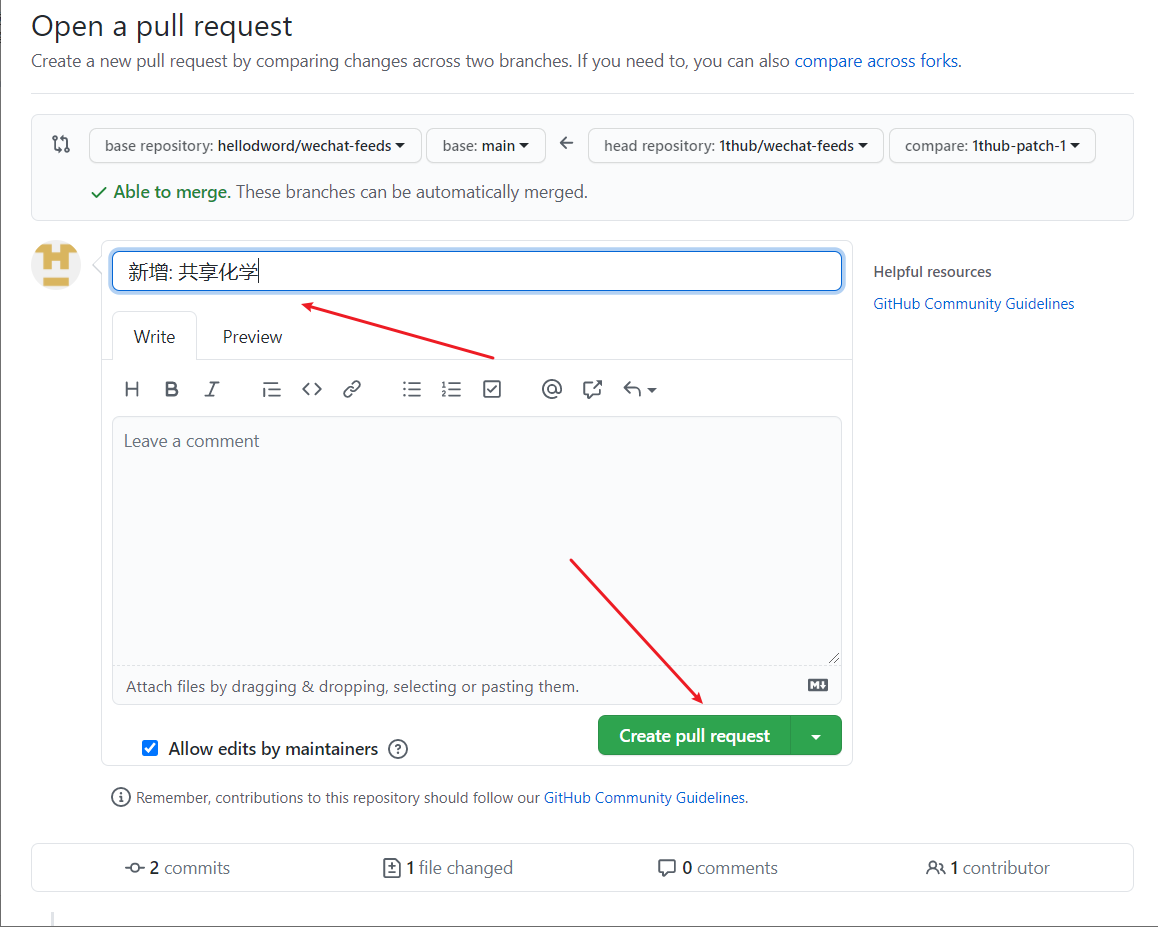 Open a pull request
Create a new pull request by comparing changes across two branches. If you need to, you can also compare across forks.
base repository: hellodword/wechat-feeds base: main head repository: 1thub/wechat-feeds compare: 1thub-patch-1
Able to merge. These branches can be automatically merged.
新增: 共享化学
Helpful resources
GitHub Community Guidelines
Write Preview
Leave a comment
Attach files by dragging & dropping, selecting or pasting them.
Create pull request
Allow edits by maintainers
Remember, contributions to this repository should follow our GitHub Community Guidelines.
2 commits 1 file changed 0 comments 1 contributor